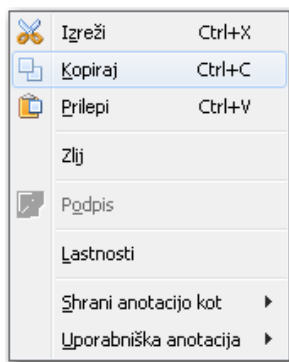 Izreži Ctrl+X
Kopiraj Ctrl+C
Prilepi Ctrl+V
Zlij
Podpis
Lastnosti
Shrani anotacijo kot
Uporabniška anotacija